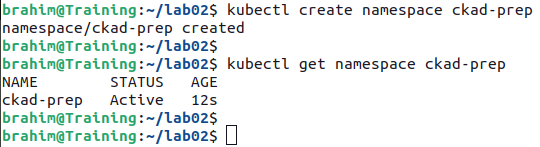 brahim@Training:~/lab02$ kubectl create namespace ckad-prep
namespace/ckad-prep created
brahim@Training:~/lab02$
brahim@Training:~/lab02$ kubectl get namespace ckad-prep
NAME        STATUS   AGE
ckad-prep   Active   12s
brahim@Training:~/lab02$